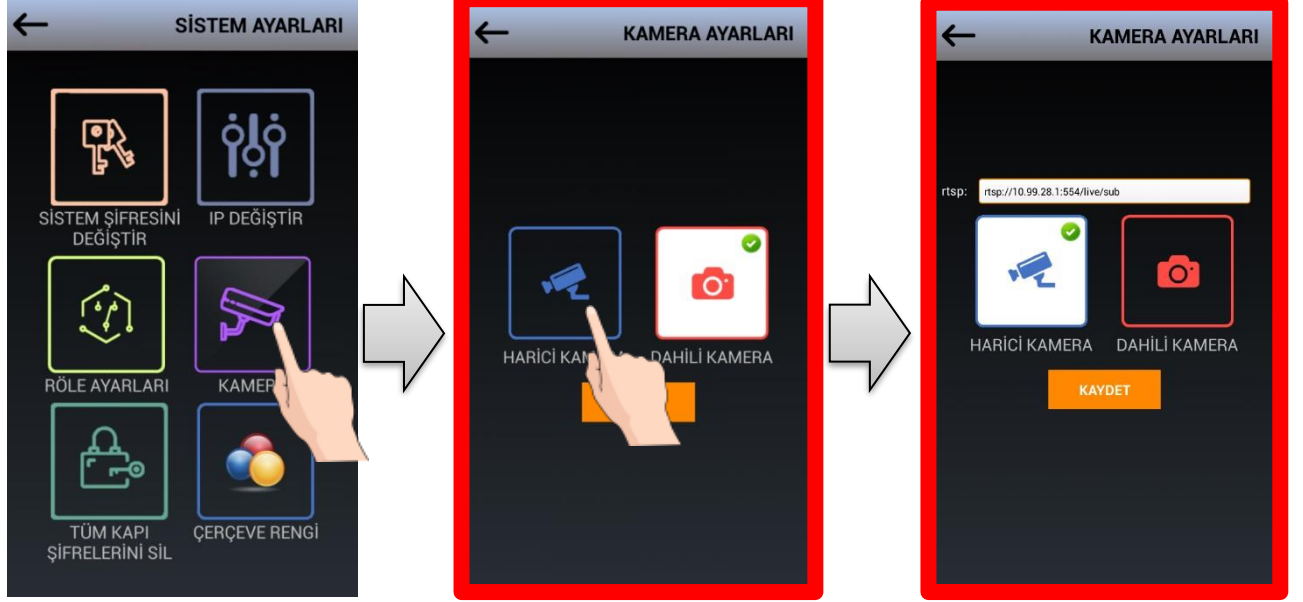 SİSTEM AYARLARI
SİSTEM ŞİFRESİNİ
DEĞİŞTİR
IP DEĞİŞTİR
RÖLE AYARLARI
TÜM KAPI
ŞİFRELERİNİ SİL
ÇERÇEVE RENGİ
KAMERA AYARLARI
HARİCİ
DAHİLİ KAMERA
KAMERA AYARLARI
rtsp: rtsp://10.99.28.1:554/live/sub
HARİCİ KAMERA
DAHİLİ KAMERA
KAYDET